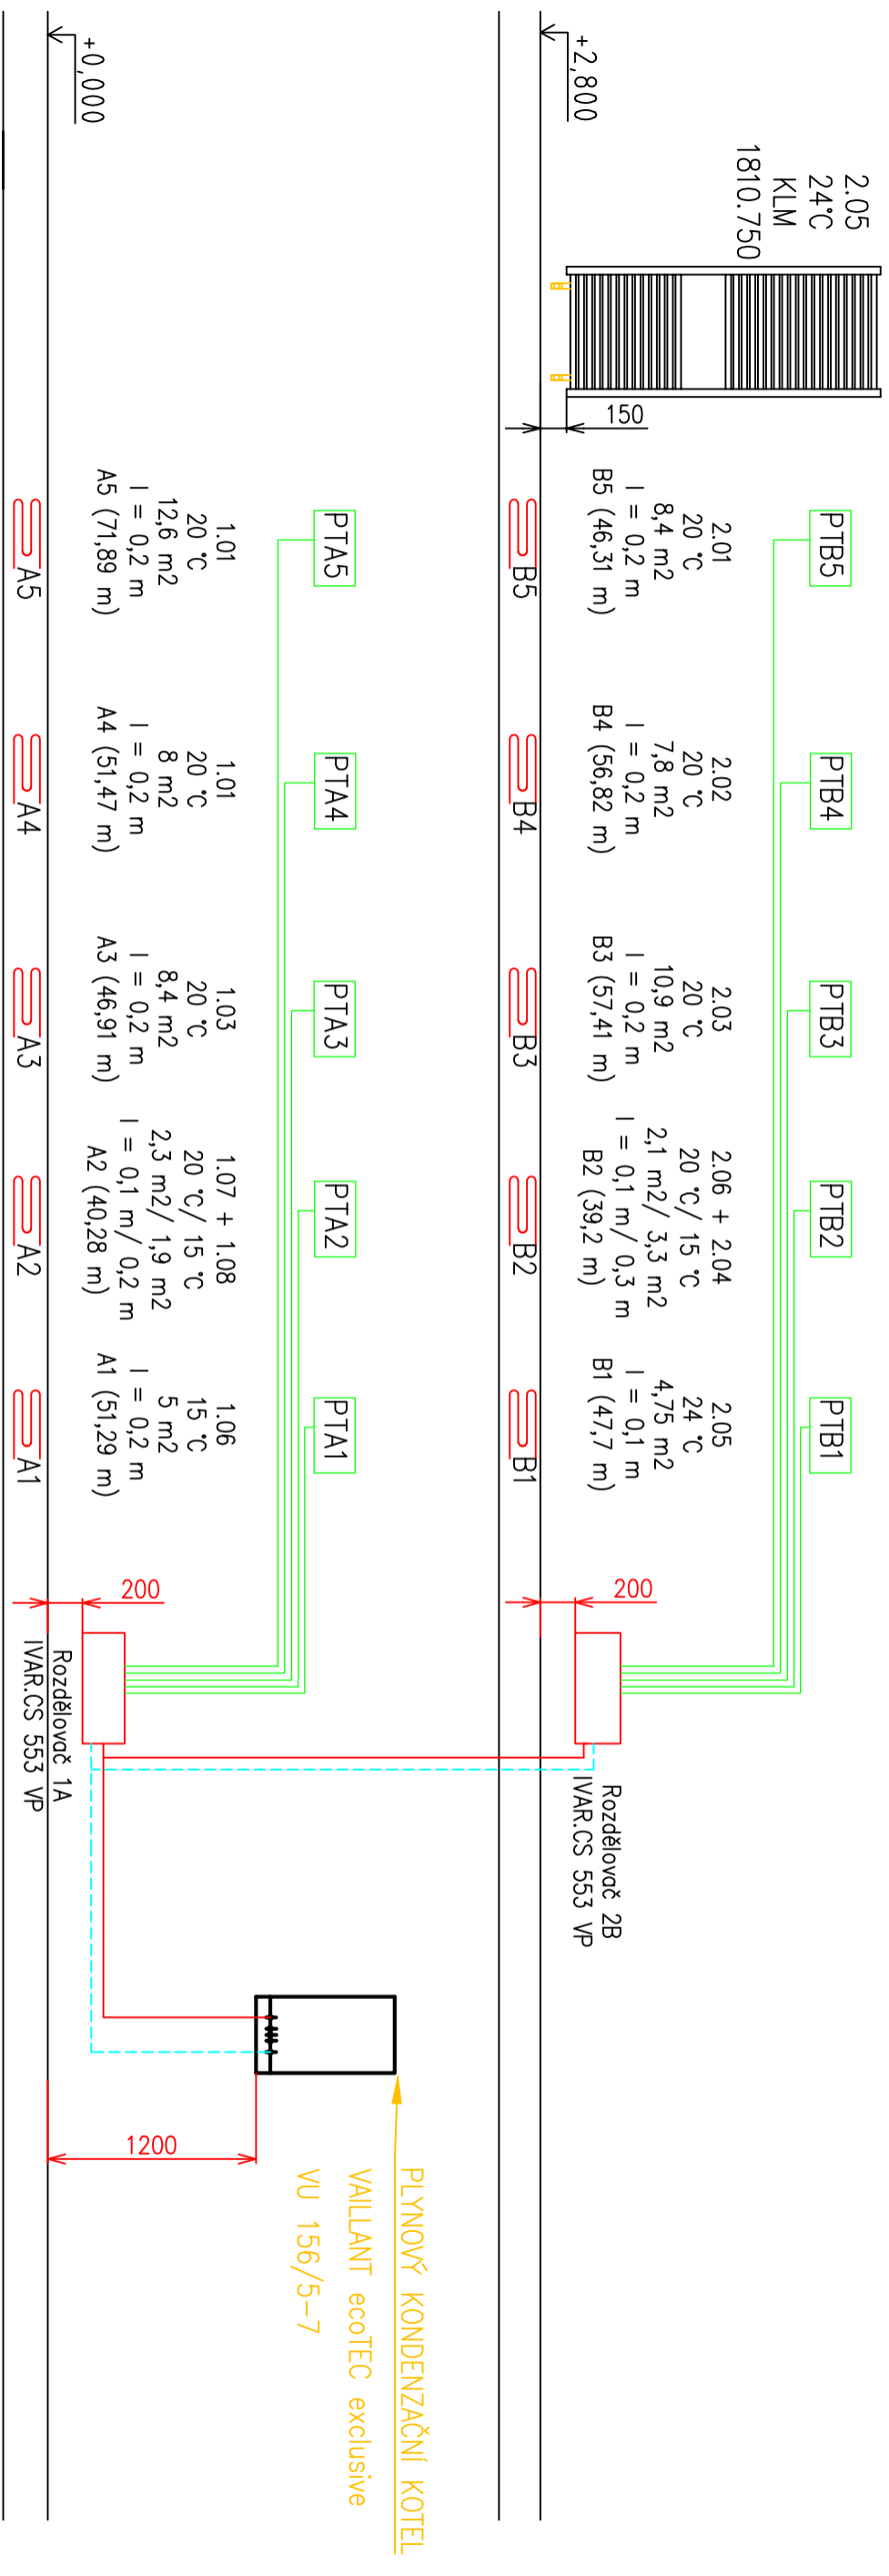 2.05
24°C
KLM
1810.750
+2,800
150
PTB5
2.01
20 °C
8,4 m2
l = 0,2 m
B5 (46,31 m)
B5
PTB4
2.02
20 °C
7,8 m2
l = 0,2 m
B4 (56,82 m)
B4
PTB3
2.03
20 °C
10,9 m2
l = 0,2 m
B3 (57,41 m)
B3
PTB2
2.06 + 2.04
20 °C/ 15 °C
2,1 m2/ 3,3 m2
l = 0,1 m/ 0,3 m
B2 (39,2 m)
B2
PTB1
2.05
24 °C
4,75 m2
l = 0,1 m
B1 (47,7 m)
B1
200
Rozdělovač 2B
IVAR.CS 553 VP
+0,000
PTA5
1.01
20 °C
12,6 m2
l = 0,2 m
A5 (71,89 m)
A5
PTA4
1.01
20 °C
8 m2
l = 0,2 m
A4 (51,47 m)
A4
PTA3
1.03
20 °C
8,4 m2
l = 0,2 m
A3 (46,91 m)
A3
PTA2
1.07 + 1.08
20 °C/ 15 °C
2,3 m2/ 1,9 m2
l = 0,1 m/ 0,2 m
A2 (40,28 m)
A2
PTA1
1.06
15 °C
5 m2
l = 0,2 m
A1 (51,29 m)
A1
200
Rozdělovač 1A
IVAR.CS 553 VP
1200
PLYNOVÝ KONDENZAČNÍ KOTEL
VAILLANT ecoTEC exclusive
VU 156/5-7